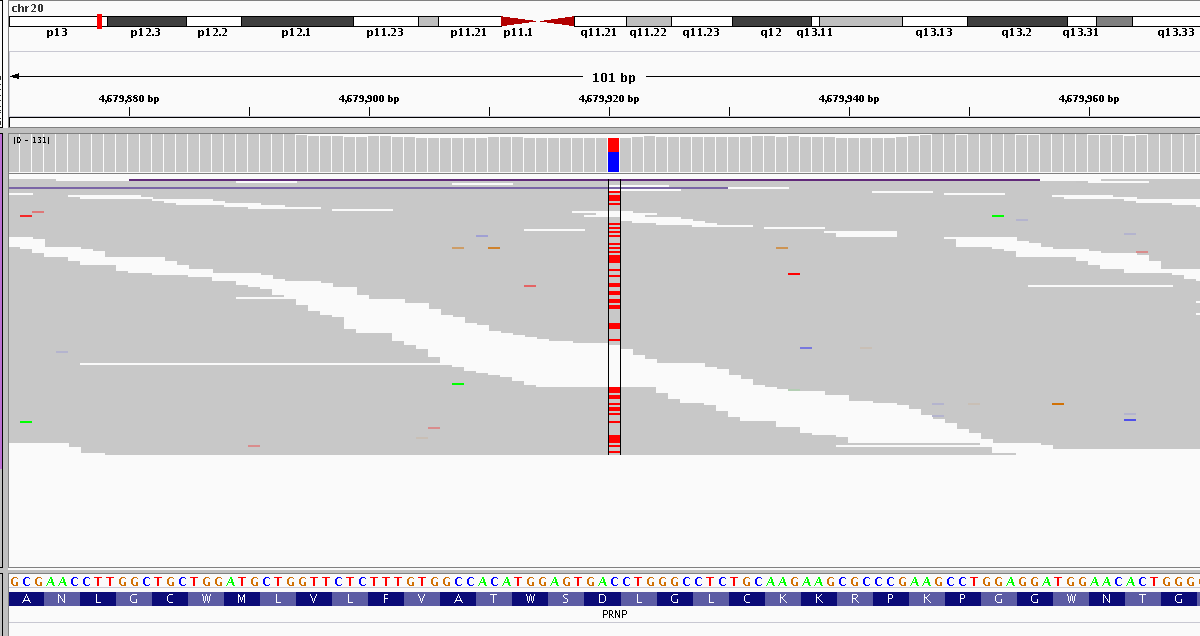 chr20
p13 p12.3 p12.2 p12.1 p11.23 p11.21 p11.1 q11.21 q11.22 q11.23 q12 q13.11 q13.13 q13.2 q13.31 q13.33
101 bp
4,679,880 bp 4,679,900 bp 4,679,920 bp 4,679,940 bp 4,679,960 bp
[0 - 131]
GCGAACCTTGGCTGCTGGATGCTGGTTCTCTTTGTGGCCACATGGAGTGACCTGGGCCTCTGCAAGAAGCGCCCGAAGCCTGGAGGATGGAACACTGGG
A N L G C W M L V L F V A T W S D L G L C K K R P K P G G W N T G
PRNP